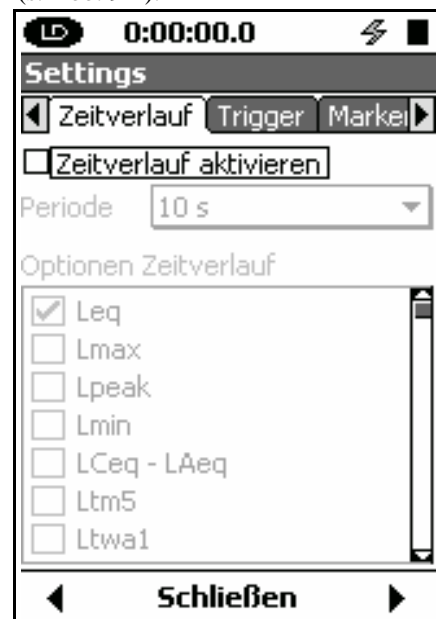 LD 0:00:00.0
Settings
Zeitverlauf Trigger Marker
Zeitverlauf aktivieren
Periode 10 s
Optionen Zeitverlauf
Leq
Lmax
Lpeak
Lmin
LCeq - LAeq
Ltm5
Ltwa1
Schließen